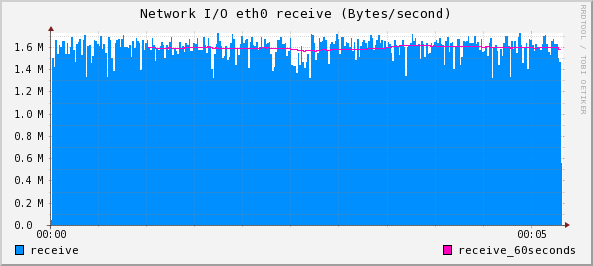 Network I/O eth0 receive (Bytes/second)
RRDTOOL / TOBI OETIKER
1.6 M
1.4 M
1.2 M
1.0 M
0.8 M
0.6 M
0.4 M
0.2 M
0.0
00:00 00:05
receive receive_60seconds